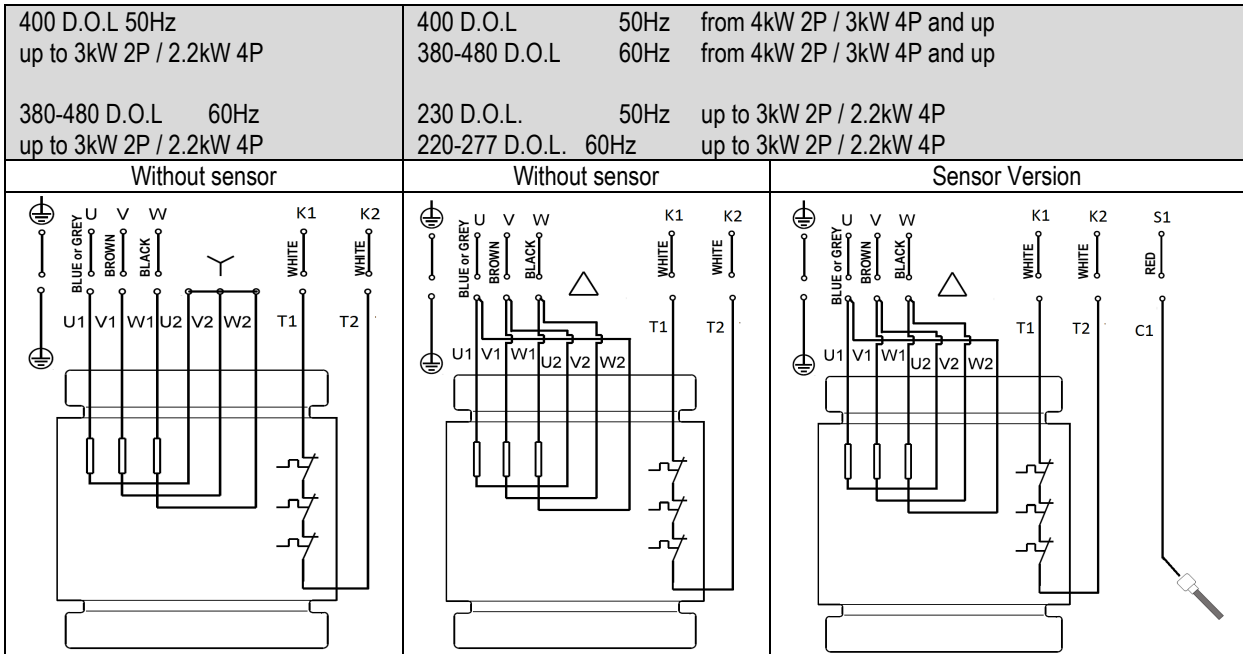 400 D.O.L 50Hz
up to 3kW 2P / 2.2kW 4P
380-480 D.O.L 60Hz
up to 3kW 2P / 2.2kW 4P
400 D.O.L 50Hz from 4kW 2P / 3kW 4P and up
380-480 D.O.L 60Hz from 4kW 2P / 3kW 4P and up
230 D.O.L. 50Hz up to 3kW 2P / 2.2kW 4P
220-277 D.O.L. 60Hz up to 3kW 2P / 2.2kW 4P
Without sensor
Without sensor
Sensor Version
U V W K1 K2
BLUE or GREY
BROWN
BLACK
WHITE
WHITE
U1 V1 W1 U2 V2 W2 T1 T2
U V W K1 K2
BLUE or GREY
BROWN
BLACK
WHITE
WHITE
T1 T2
U1 V1 W1 U2 V2 W2
U V W K1 K2 S1
BLUE or GREY
BROWN
BLACK
WHITE
WHITE
RED
T1 T2 C1
U1 V1 W1 U2 V2 W2